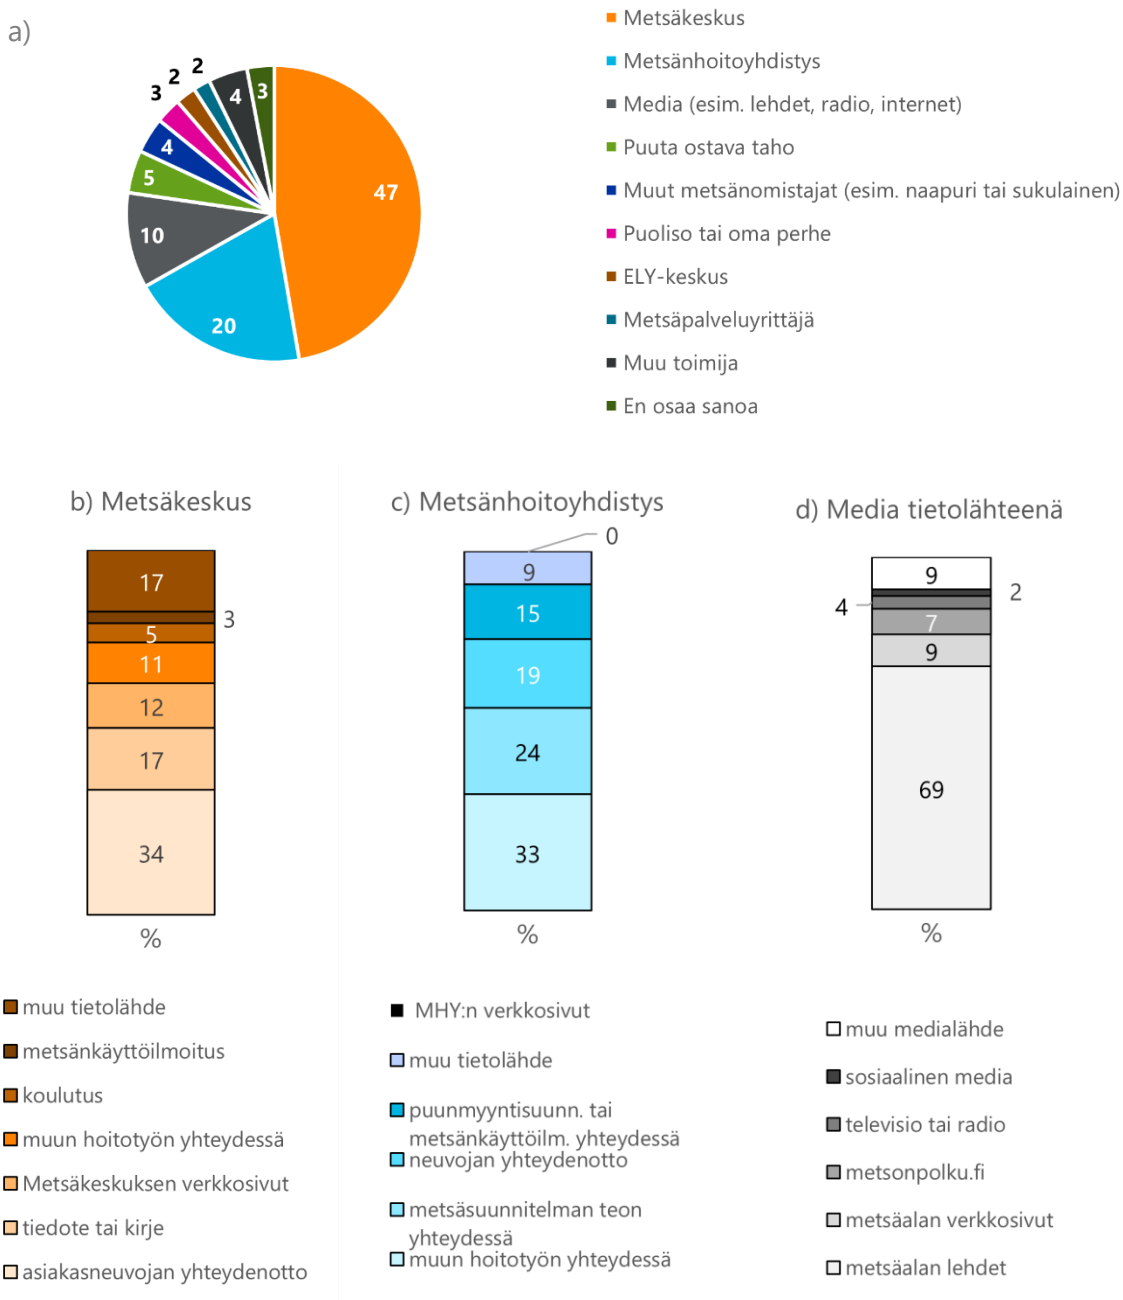 a)
47
20
10
5
4
3
2
2
4
3
Metsäkeskus
Metsänhoitoyhdistys
Media (esim. lehdet, radio, internet)
Puuta ostava taho
Muut metsänomistajat (esim. naapuri tai sukulainen)
Puoliso tai oma perhe
ELY-keskus
Metsäpalveluyrittäjä
Muu toimija
En osaa sanoa
b) Metsäkeskus
17
3
5
11
12
17
34
%
muu tietolähde
metsänkäyttöilmoitus
koulutus
muun hoitotyön yhteydessä
Metsäkeskuksen verkkosivut
tiedote tai kirje
asiakasneuvojan yhteydenotto
c) Metsänhoitoyhdistys
0
9
15
19
24
33
%
MHY:n verkkosivut
muu tietolähde
puunmyyntisuunn. tai
metsänkäyttöilm. yhteydessä
neuvojan yhteydenotto
metsäsuunnitelman teon
yhteydessä
muun hoitotyön yhteydessä
d) Media tietolähteenä
9
2
4
7
9
69
%
muu medialähde
sosiaalinen media
televisio tai radio
metsonpolku.fi
metsäalan verkkosivut
metsäalan lehdet